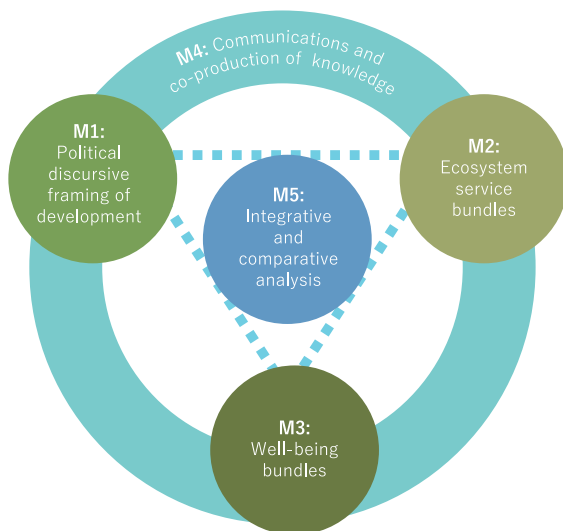 M4: Communications and
co-production of knowledge
M1:
Political
discursive
framing of
development
M2:
Ecosystem
service
bundles
M5:
Integrative
and
comparative
analysis
M3:
Well-being
bundles